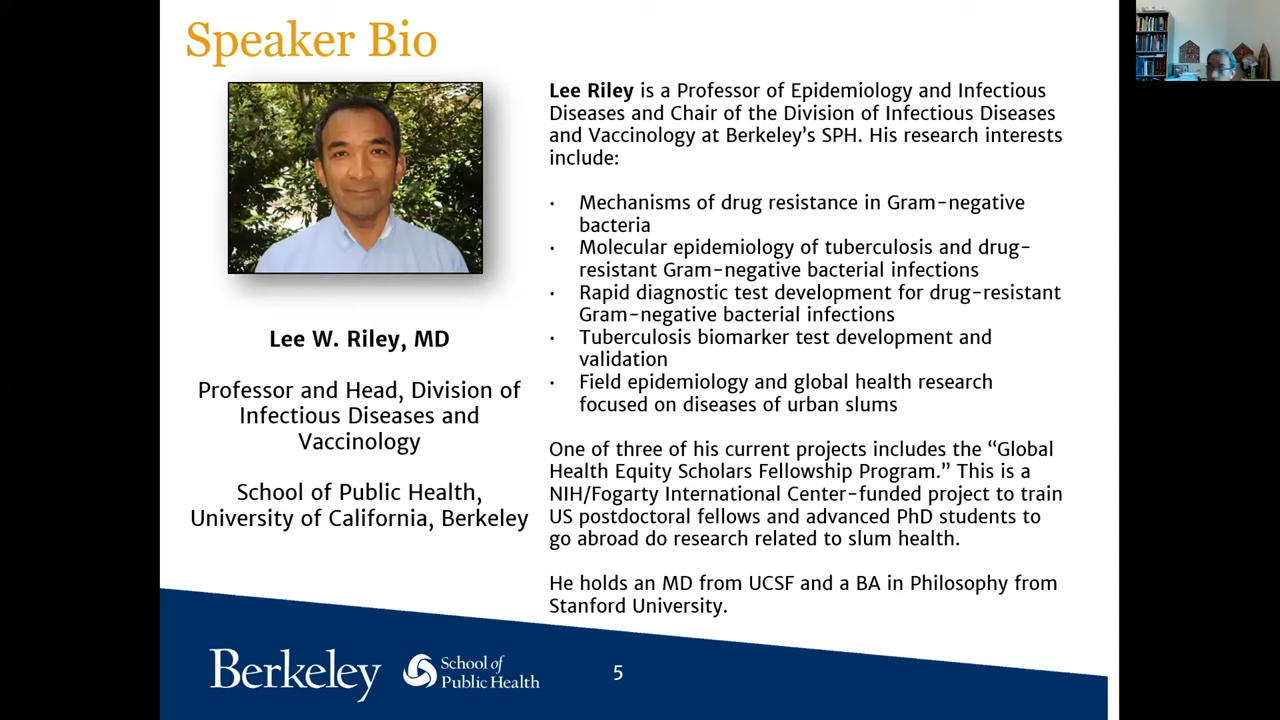 Speaker Bio
Lee W. Riley, MD
Professor and Head, Division of
Infectious Diseases and
Vaccinology
School of Public Health,
University of California, Berkeley
Lee Riley is a Professor of Epidemiology and Infectious
Diseases and Chair of the Division of Infectious Diseases
and Vaccinology at Berkeley’s SPH. His research interests
include:
· Mechanisms of drug resistance in Gram-negative
bacteria
· Molecular epidemiology of tuberculosis and drug-
resistant Gram-negative bacterial infections
· Rapid diagnostic test development for drug-resistant
Gram-negative bacterial infections
· Tuberculosis biomarker test development and
validation
· Field epidemiology and global health research
focused on diseases of urban slums
One of three of his current projects includes the “Global
Health Equity Scholars Fellowship Program.” This is a
NIH/Fogarty International Center-funded project to train
US postdoctoral fellows and advanced PhD students to
go abroad do research related to slum health.
He holds an MD from UCSF and a BA in Philosophy from
Stanford University.
Berkeley
School of
Public Health
5